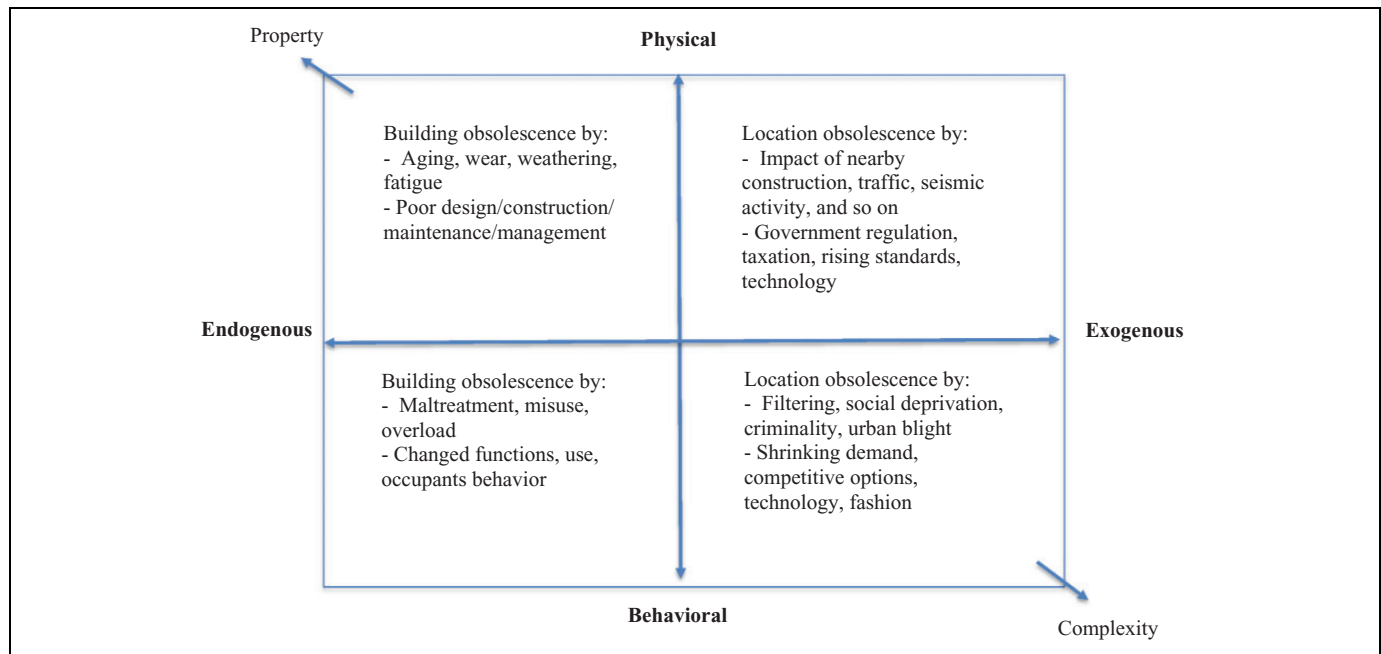 Property
Physical
Building obsolescence by:
- Aging, wear, weathering,
fatigue
- Poor design/construction/
maintenance/management
Location obsolescence by:
- Impact of nearby
construction, traffic, seismic
activity, and so on
- Government regulation,
taxation, rising standards,
technology
Endogenous
Exogenous
Building obsolescence by:
- Maltreatment, misuse,
overload
- Changed functions, use,
occupants behavior
Location obsolescence by:
- Filtering, social deprivation,
criminality, urban blight
- Shrinking demand,
competitive options,
technology, fashion
Behavioral
Complexity